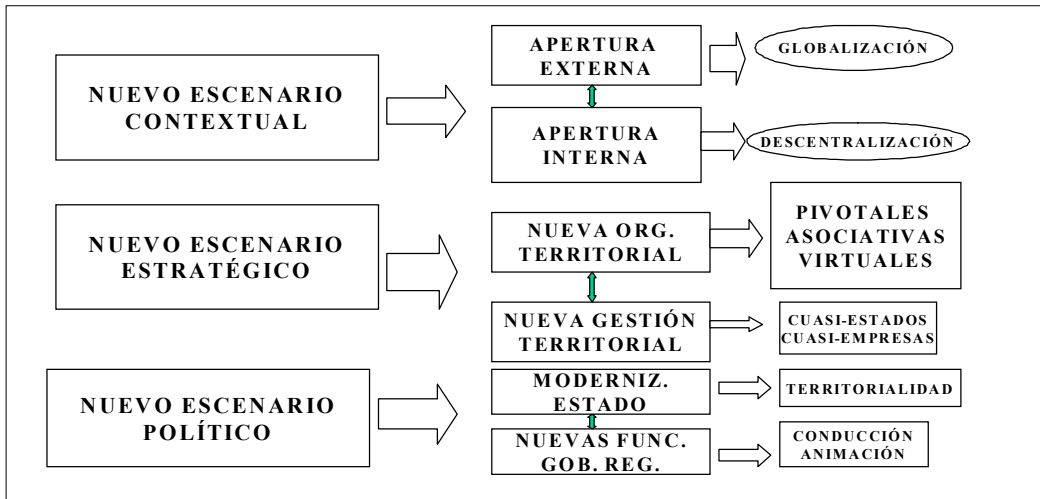 NUEVO ESCENARIO
CONTEXTUAL
APERTURA
EXTERNA
GLOBALIZACIÓN
APERTURA
INTERNA
DESCENTRALIZACIÓN
NUEVO ESCENARIO
ESTRATÉGICO
NUEVA ORG.
TERRITORIAL
PIVOTALES
ASOCIATIVAS
VIRTUALES
NUEVA GESTIÓN
TERRITORIAL
CUASI-ESTADOS
CUASI-EMPRESAS
NUEVO ESCENARIO
POLÍTICO
MODERNIZ.
ESTADO
TERRITORIALIDAD
NUEVAS FUNC.
GOB. REG.
CONDUCCIÓN
ANIMACIÓN